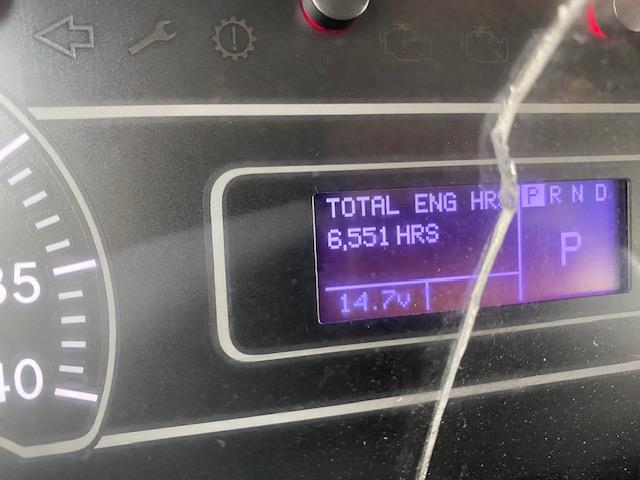 TOTAL ENG HRS
6,551 HRS
14.7v
P R N D
P
35
40